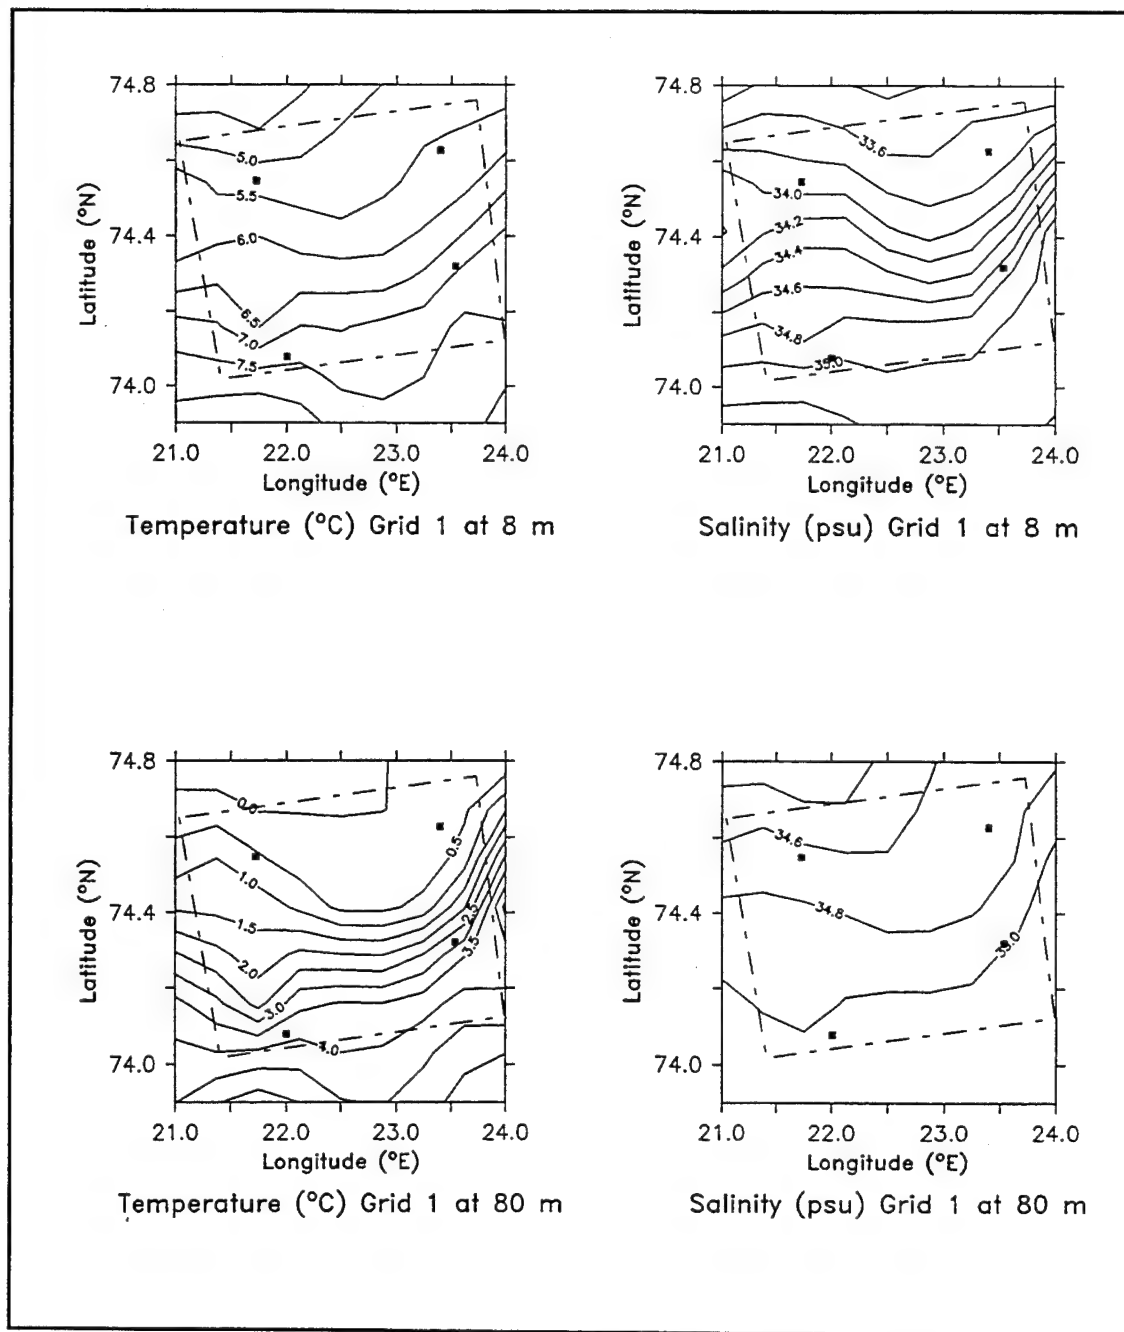 74.8
74.4
74.0
Latitude (°N)
5.0
5.5
6.0
6.5
7.0
7.5
21.0 22.0 23.0 24.0
Longitude (°E)
Temperature (°C) Grid 1 at 8 m
74.8
74.4
74.0
Latitude (°N)
33.6
34.0
34.2
34.4
34.6
34.8
35.0
21.0 22.0 23.0 24.0
Longitude (°E)
Salinity (psu) Grid 1 at 8 m
74.8
74.4
74.0
Latitude (°N)
0.0
0.5
1.0
1.5
2.0
2.5
3.0
3.5
4.0
21.0 22.0 23.0 24.0
Longitude (°E)
Temperature (°C) Grid 1 at 80 m
74.8
74.4
74.0
Latitude (°N)
34.6
34.8
35.0
21.0 22.0 23.0 24.0
Longitude (°E)
Salinity (psu) Grid 1 at 80 m